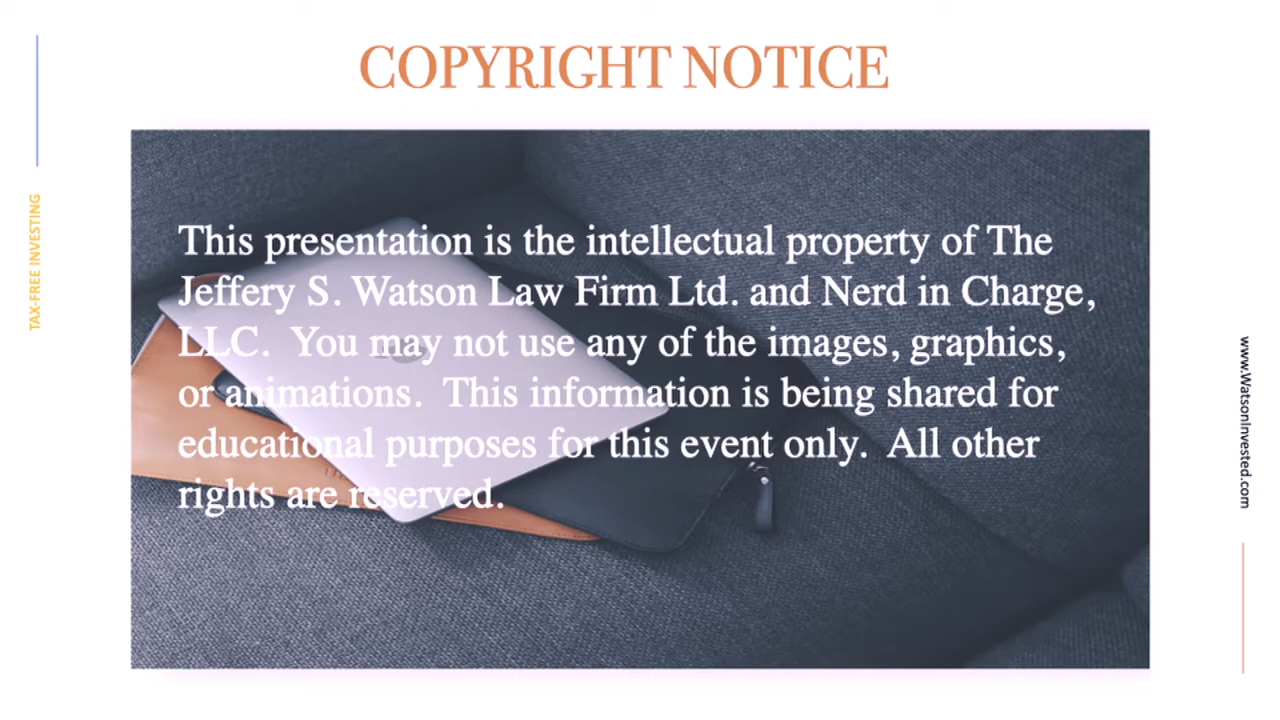 COPYRIGHT NOTICE
TAX-FREE INVESTING
This presentation is the intellectual property of The
Jeffery S. Watson Law Firm Ltd. and Nerd in Charge,
LLC.  You may not use any of the images, graphics,
or animations.  This information is being shared for
educational purposes for this event only.  All other
rights are reserved.
www.WatsonInvested.com